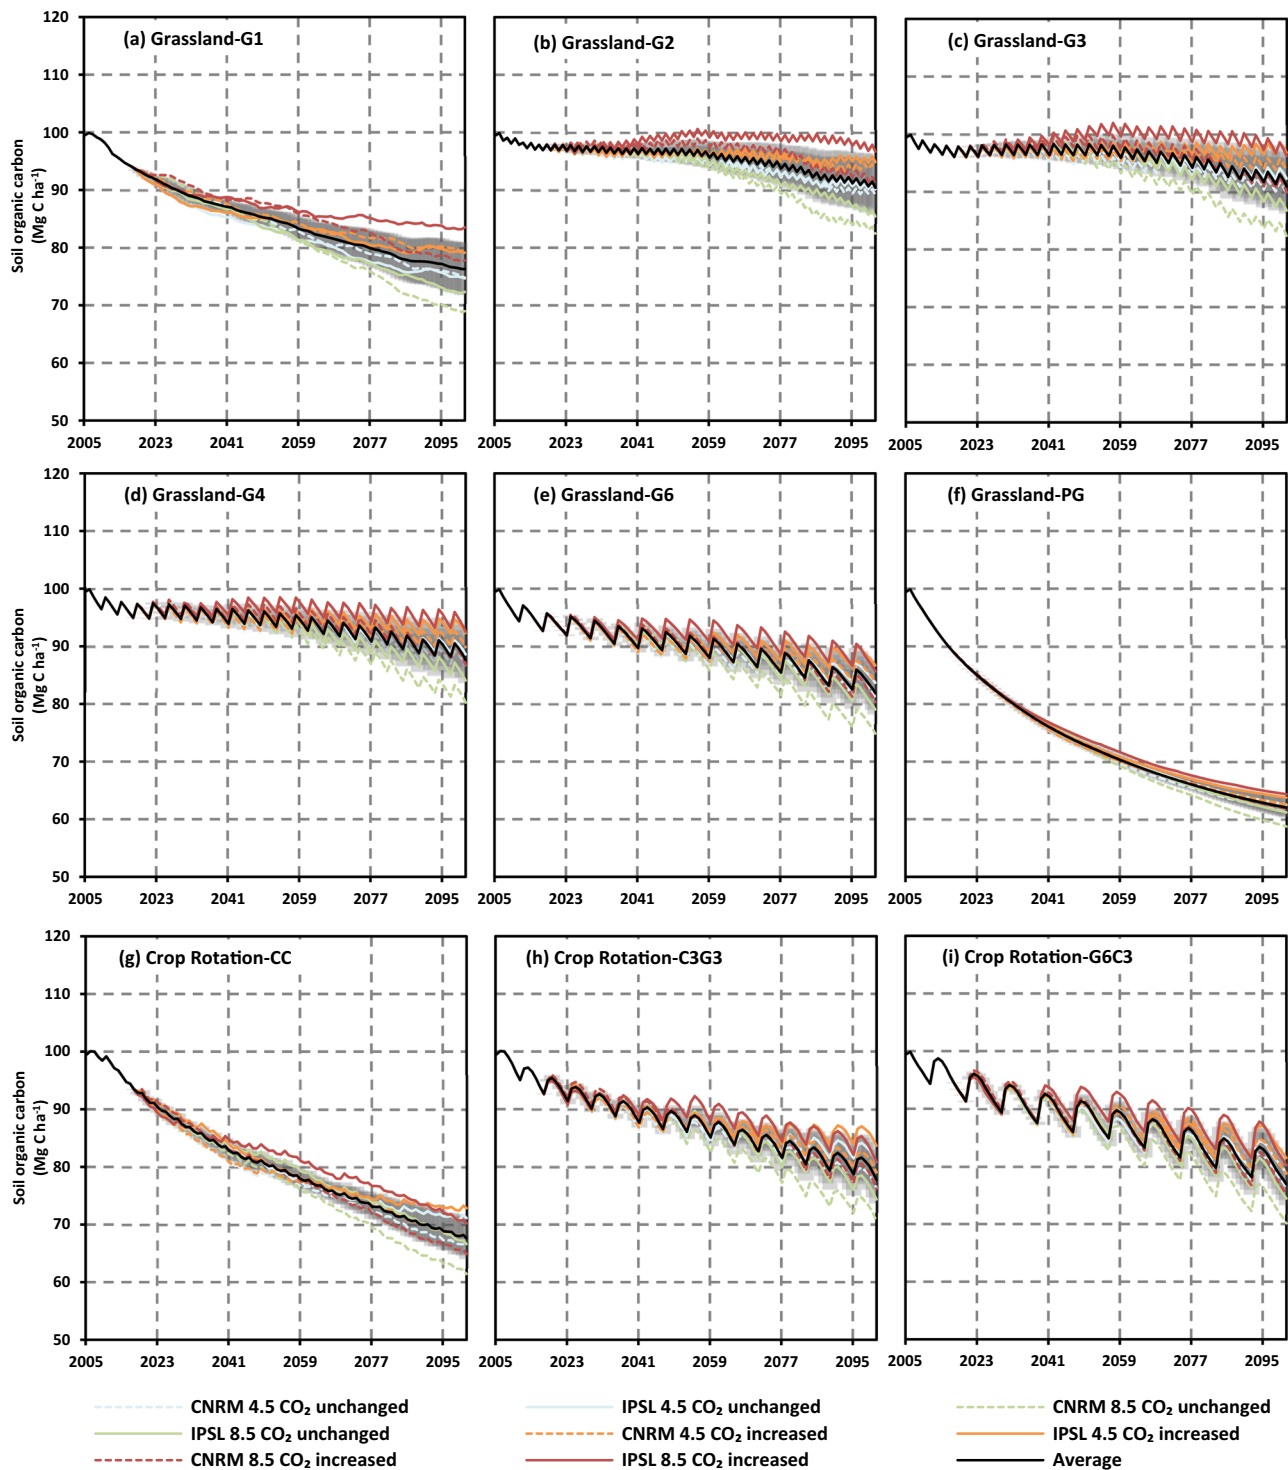 (a) Grassland-G1
(b) Grassland-G2
(c) Grassland-G3
Soil organic carbon
(Mg C ha⁻¹)
120
110
100
90
80
70
60
50
2005 2023 2041 2059 2077 2095
2005 2023 2041 2059 2077 2095
2005 2023 2041 2059 2077 2095
(d) Grassland-G4
(e) Grassland-G6
(f) Grassland-PG
Soil organic carbon
(Mg C ha⁻¹)
120
110
100
90
80
70
60
50
2005 2023 2041 2059 2077 2095
2005 2023 2041 2059 2077 2095
2005 2023 2041 2059 2077 2095
(g) Crop Rotation-CC
(h) Crop Rotation-C3G3
(i) Crop Rotation-G6C3
Soil organic carbon
(Mg C ha⁻¹)
120
110
100
90
80
70
60
50
2005 2023 2041 2059 2077 2095
2005 2023 2041 2059 2077 2095
2005 2023 2041 2059 2077 2095
CNRM 4.5 CO₂ unchanged
IPSL 4.5 CO₂ unchanged
CNRM 8.5 CO₂ unchanged
IPSL 8.5 CO₂ unchanged
CNRM 4.5 CO₂ increased
IPSL 4.5 CO₂ increased
CNRM 8.5 CO₂ increased
IPSL 8.5 CO₂ increased
Average